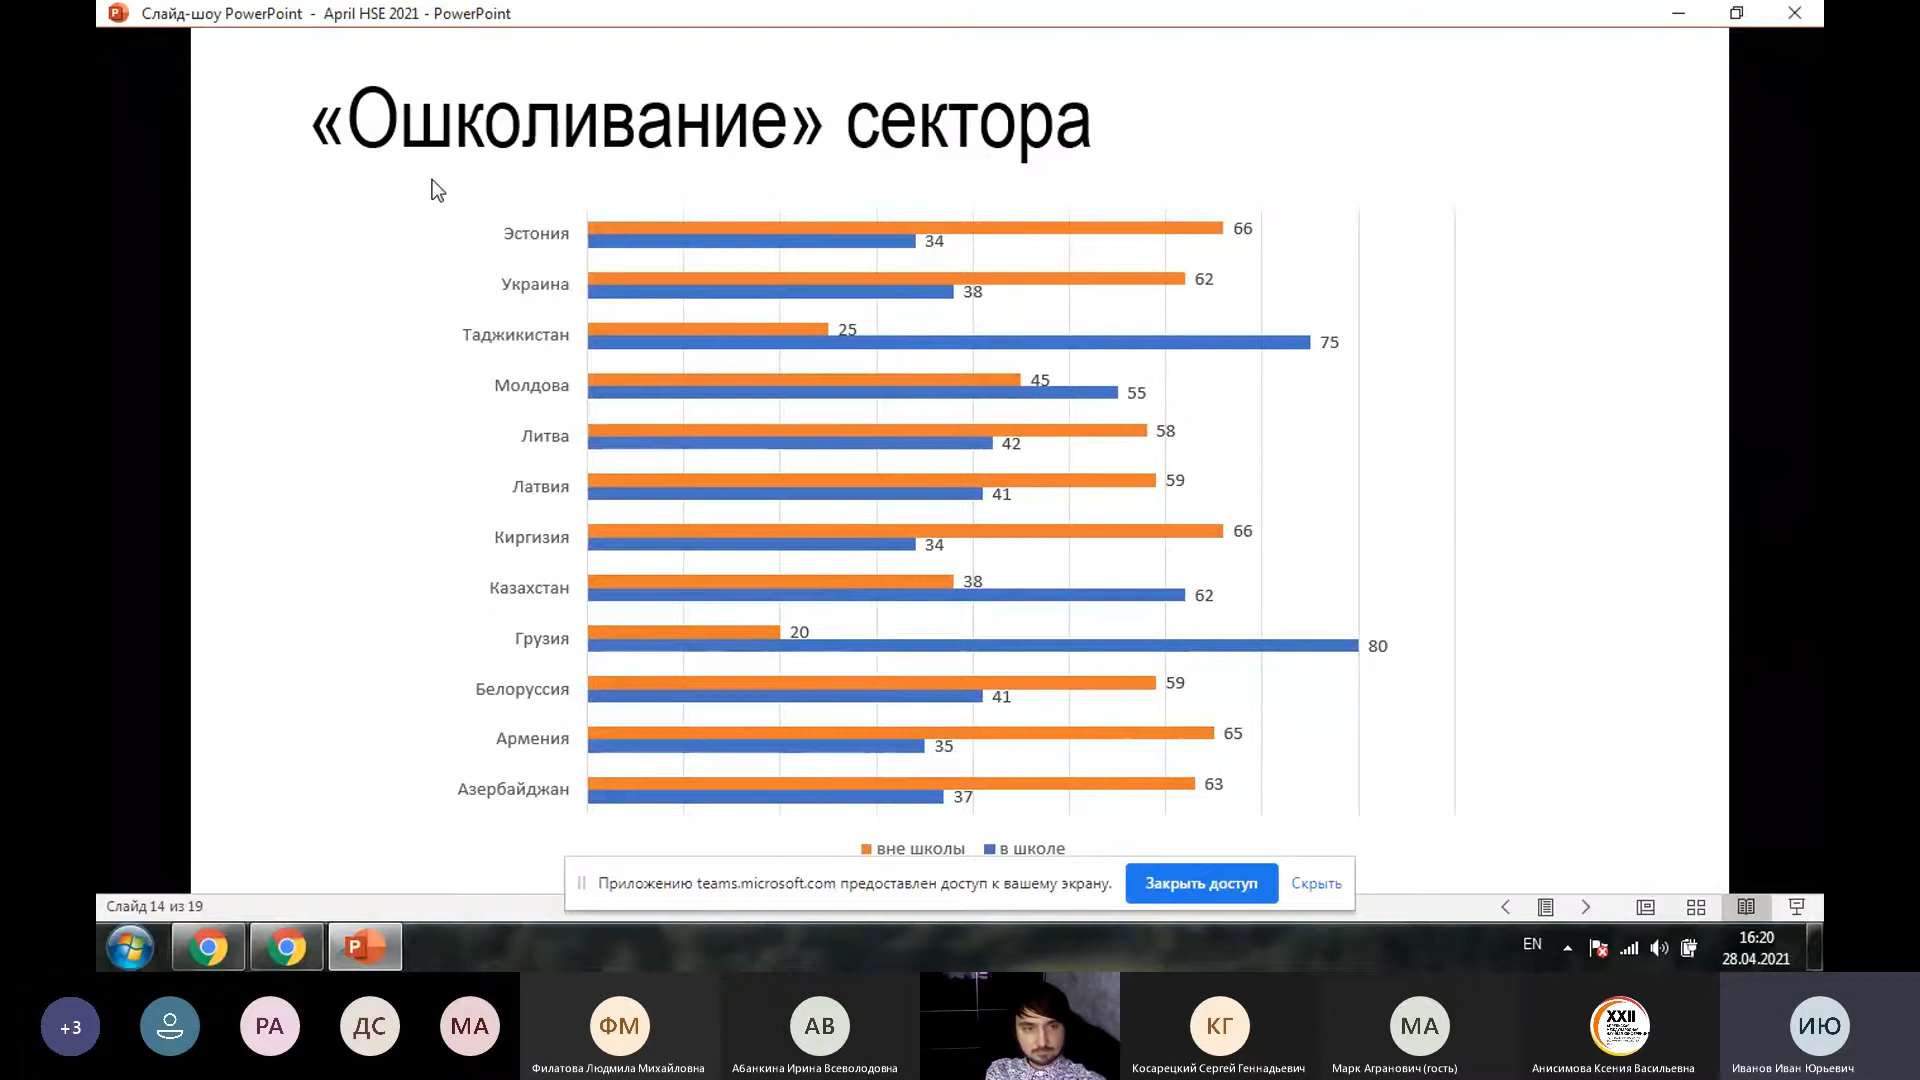 Слайд-шоу PowerPoint - April HSE 2021 - PowerPoint
«Ошколивание» сектора
Эстония 66 34
Украина 62 38
Таджикистан 25 75
Молдова 45 55
Литва 58 42
Латвия 59 41
Киргизия 66 34
Казахстан 38 62
Грузия 20 80
Белоруссия 59 41
Армения 65 35
Азербайджан 63 37
вне школы в школе
Приложению teams.microsoft.com предоставлен доступ к вашему экрану. Закрыть доступ Скрыть
Слайд 14 из 19
EN 16:20
28.04.2021
+3 РА ДС МА ФМ АВ КГ МА XXII ИЮ
Филатова Людмила Михайловна Абанкина Ирина Всеволодовна Косарецкий Сергей Геннадьевич Марк Агранович (гость) Анисимова Ксения Васильевна Иванов Иван Юрьевич